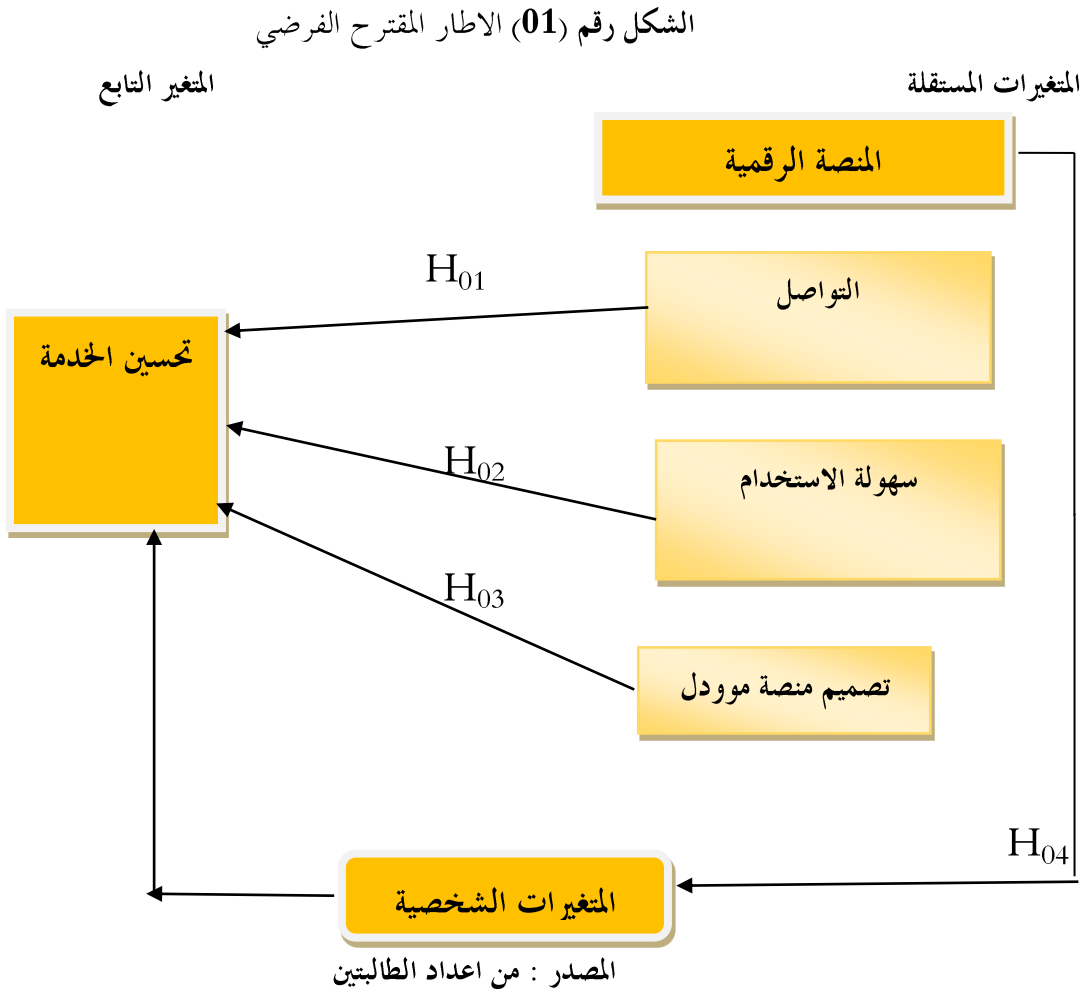 الشكل رقم (01) الاطار المقترح الفرضي
المتغيرات المستقلة
المتغير التابع
المنصة الرقمية
التواصل
H01
تحسين الخدمة
سهولة الاستخدام
H02
H03
تصميم منصة موودل
H04
المتغيرات الشخصية
المصدر : من اعداد الطالبتين